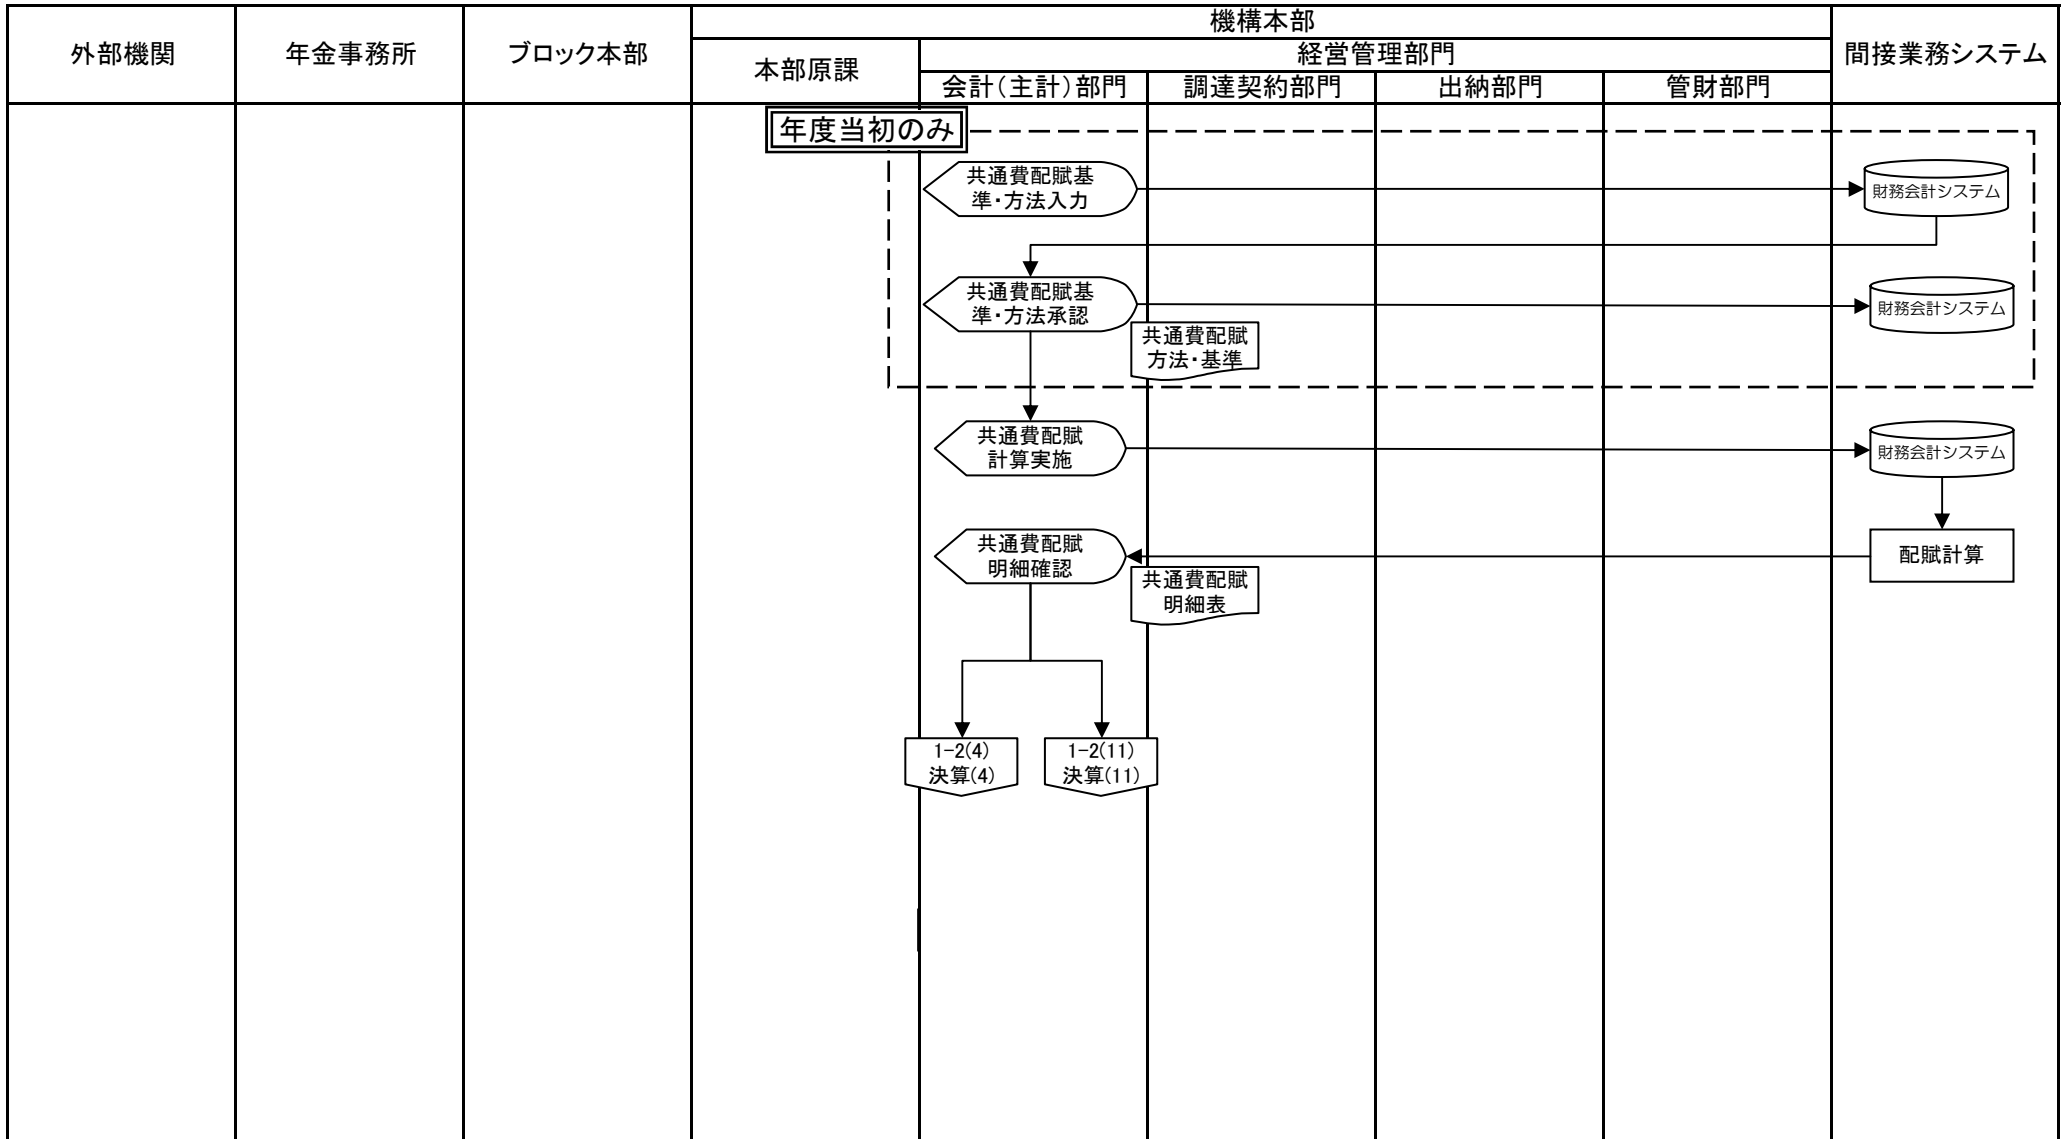 機構本部
外部機関
年金事務所
ブロック本部
本部原課
経営管理部門
間接業務システム
会計(主計)部門
調達契約部門
出納部門
管財部門
年度当初のみ
共通費配賦基
準・方法入力
財務会計システム
共通費配賦基
準・方法承認
財務会計システム
共通費配賦
方法・基準
共通費配賦
計算実施
財務会計システム
共通費配賦
明細確認
配賦計算
共通費配賦
明細表
1-2(4)
決算(4)
1-2(11)
決算(11)